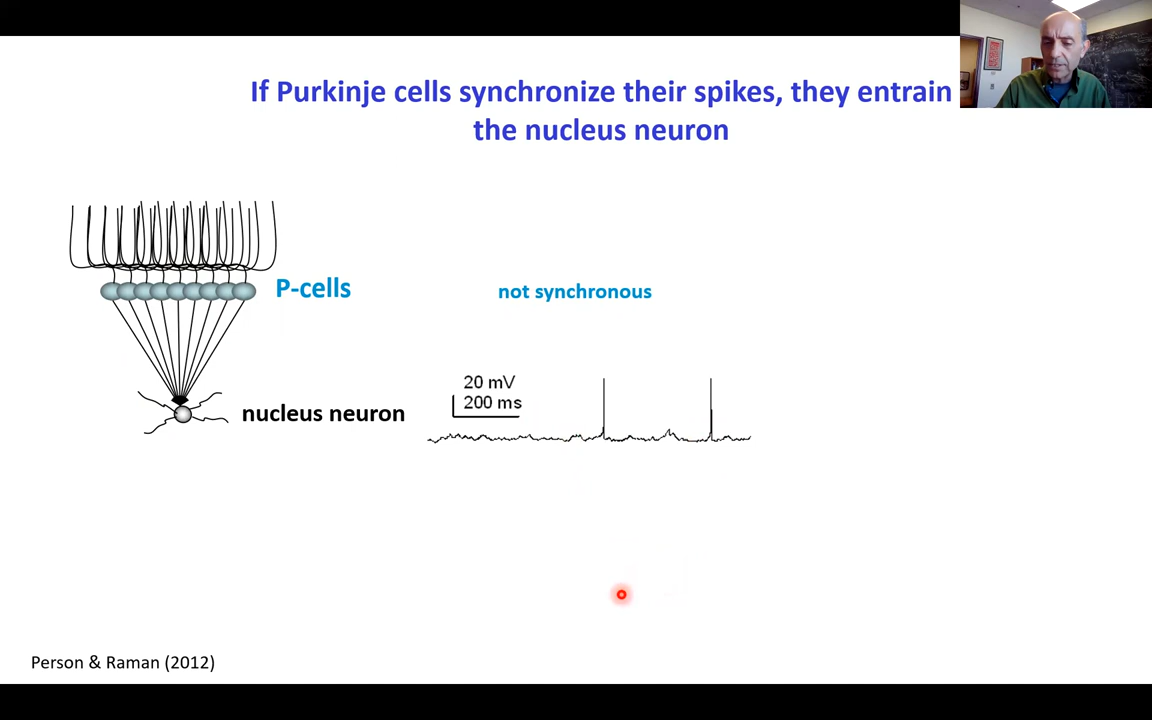 If Purkinje cells synchronize their spikes, they entrain
the nucleus neuron
P-cells
not synchronous
20 mV
200 ms
nucleus neuron
Person & Raman (2012)